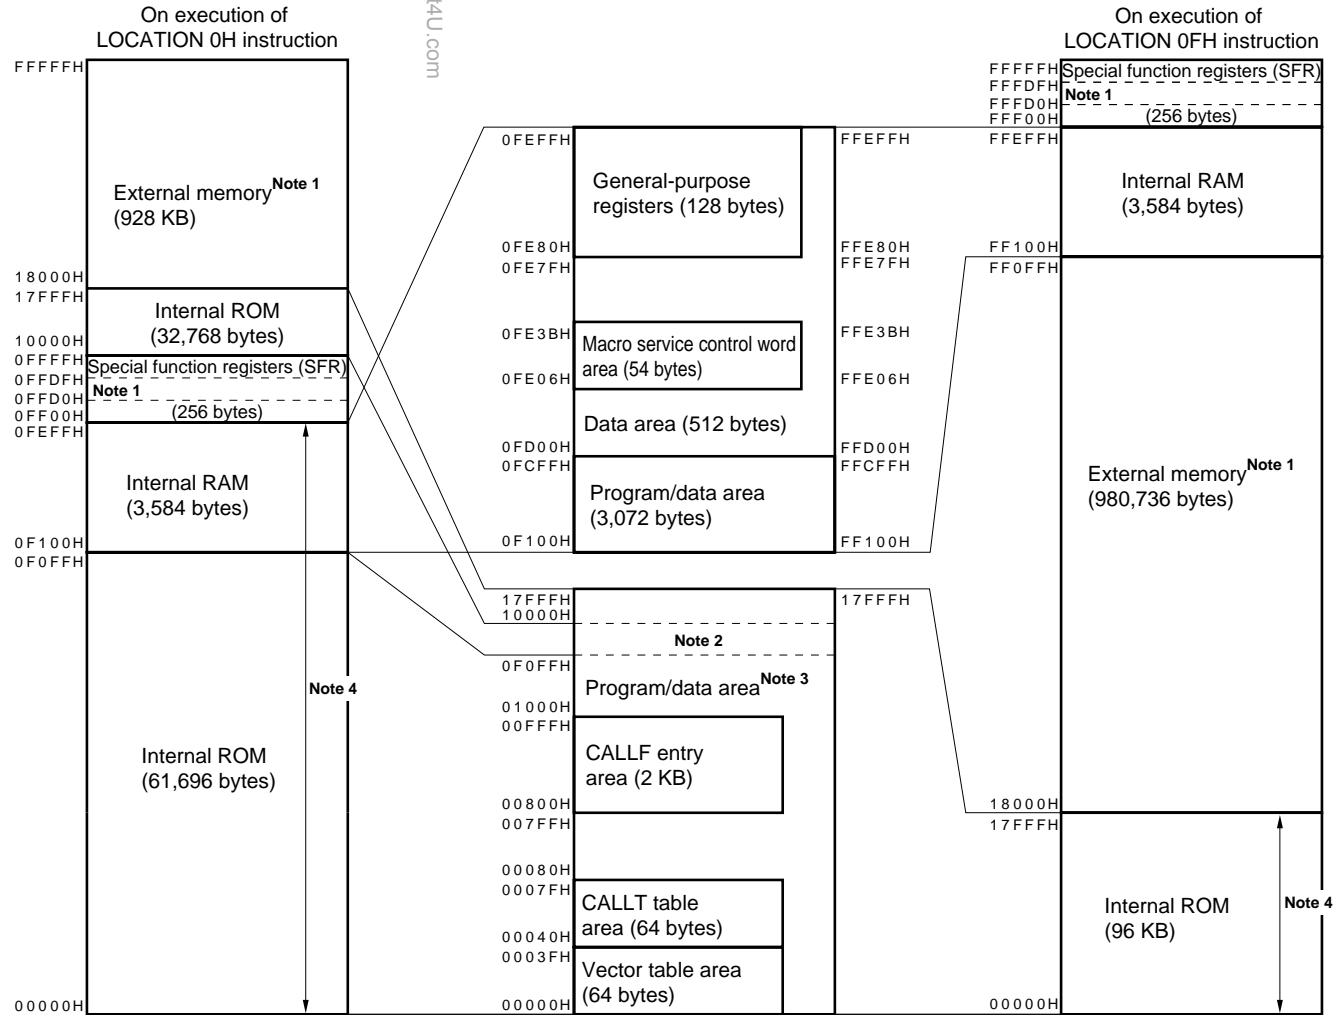 On execution of
LOCATION 0H instruction
FFFFFH
External memory Note 1
(928 KB)
18000H
17FFFH
Internal ROM
(32,768 bytes)
10000H
0FFFFH
Special function registers (SFR)
0FFDFH
Note 1
0FFD0H
0FF00H
(256 bytes)
0FEFFH
Internal RAM
(3,584 bytes)
0F100H
0F0FFH
Note 4
Internal ROM
(61,696 bytes)
00000H
t4U.com
0FEFFH
FFEFFH
General-purpose
registers (128 bytes)
0FE80H
FFE80H
0FE7FH
FFE7FH
0FE3BH
FFE3BH
Macro service control word
area (54 bytes)
0FE06H
FFE06H
Data area (512 bytes)
0FD00H
FFD00H
0FCFFH
FFCFFH
Program/data area
(3,072 bytes)
0F100H
FF100H
17FFFH
17FFFH
10000H
Note 2
0F0FFH
Program/data area Note 3
01000H
00FFFH
CALLF entry
area (2 KB)
00800H
007FFH
00080H
0007FH
CALLT table
area (64 bytes)
00040H
0003FH
Vector table area
(64 bytes)
00000H
On execution of
LOCATION 0FH instruction
FFFFFH
Special function registers (SFR)
FFFDFH
Note 1
FFFD0H
FFF00H
(256 bytes)
FFEFFH
Internal RAM
(3,584 bytes)
FF100H
FF0FFH
External memory Note 1
(980,736 bytes)
18000H
17FFFH
Internal ROM
(96 KB)
Note 4
00000H